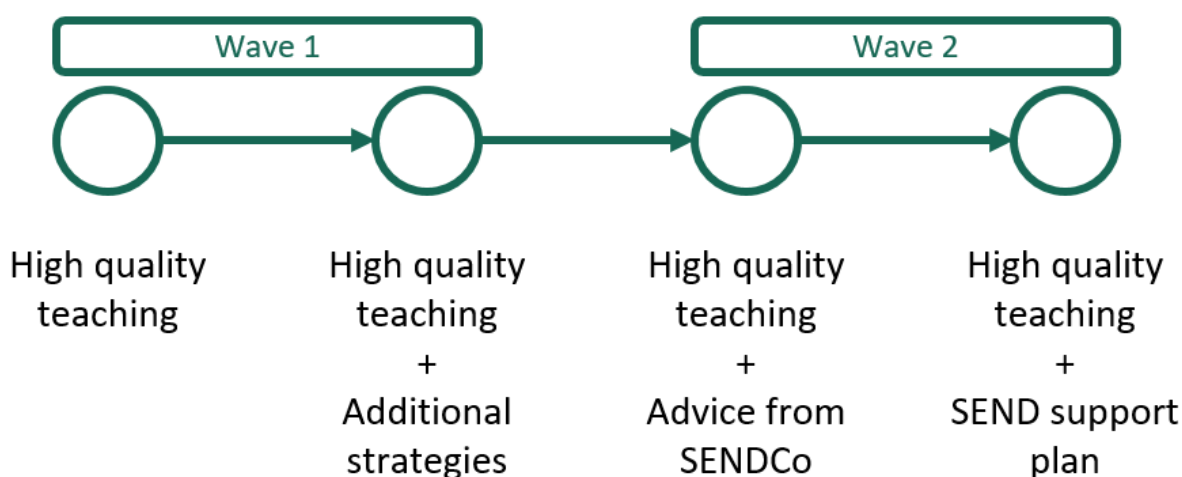 Wave 1
Wave 2
High quality
teaching
High quality
teaching
+
Additional
strategies
High quality
teaching
+
Advice from
SENDCo
High quality
teaching
+
SEND support
plan